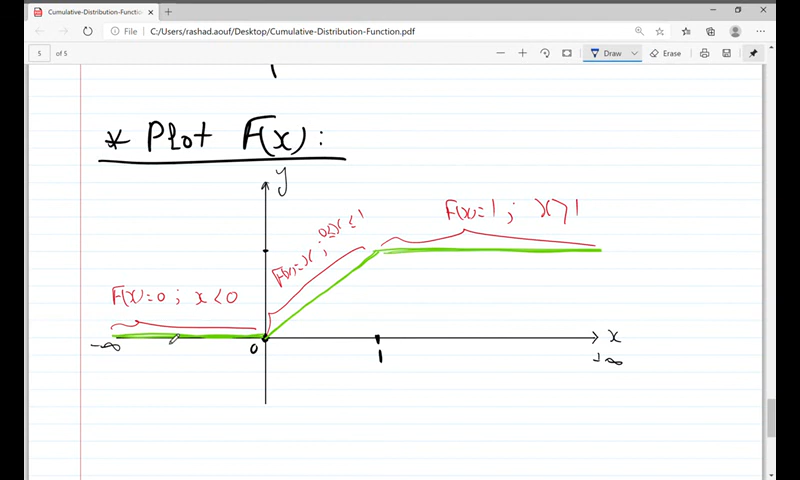 Cumulative-Distribution-Function
File
C:/Users/rashad.aouf/Desktop/Cumulative-Distribution-Function.pdf
5 of 5
Draw
Erase
* Plot F(x):
y
F(x)=1 ; x>1
F(x)=x ; 0≤x≤1
F(x)=0 ; x<0
-∞
0
1
x
+∞